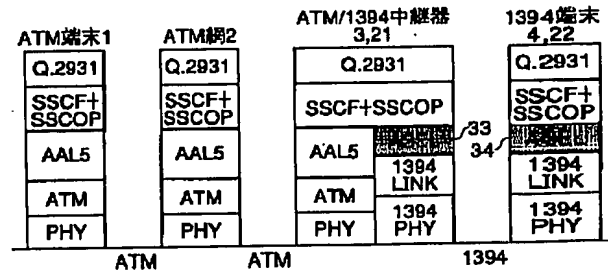 ATM端末1
ATM網2
ATM/1394中継器
3,21
1394端末
4,22
Q.2931
SSCF+
SSCOP
AAL5
ATM
PHY
Q.2931
SSCF+
SSCOP
AAL5
ATM
PHY
Q.2931
SSCF+SSCOP
AAL5
ATM
PHY
33
1394
LINK
1394
PHY
Q.2931
SSCF+
SSCOP
34
1394
LINK
1394
PHY
ATM
ATM
1394